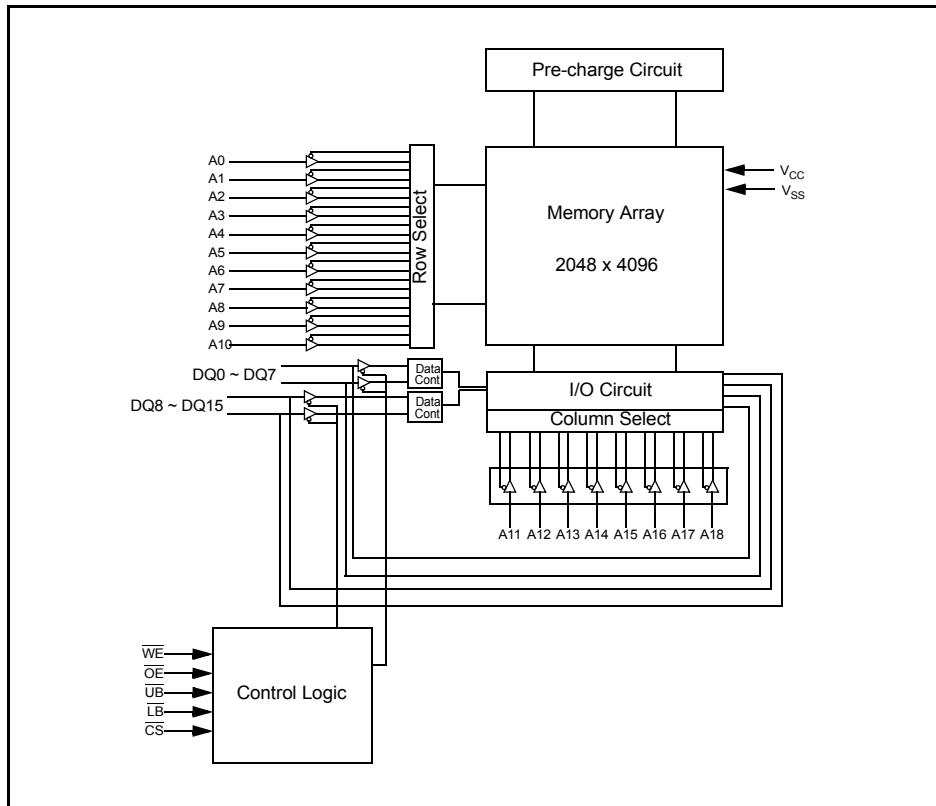 Pre-charge Circuit
A0
A1
A2
A3
A4
A5
A6
A7
A8
A9
A10
Row Select
Memory Array
2048 x 4096
VCC
VSS
DQ0 ~ DQ7
DQ8 ~ DQ15
Data
Cont
Data
Cont
I/O Circuit
Column Select
A11 A12 A13 A14 A15 A16 A17 A18
WE
OE
UB
LB
CS
Control Logic